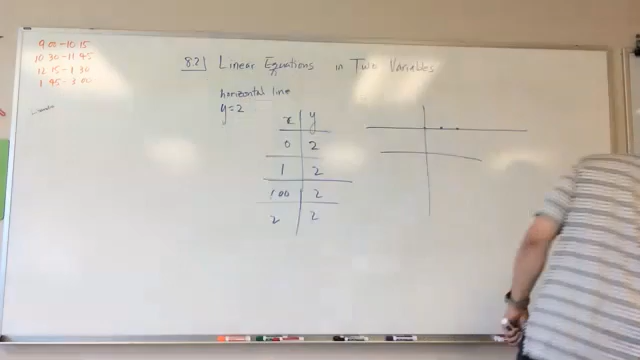 9:00-10:15
10:30-11:45
12:15-1:30
1:45-3:00
8.2 Linear Equations in Two Variables
horizontal line
y=2
x y
0 2
1 2
100 2
2 2